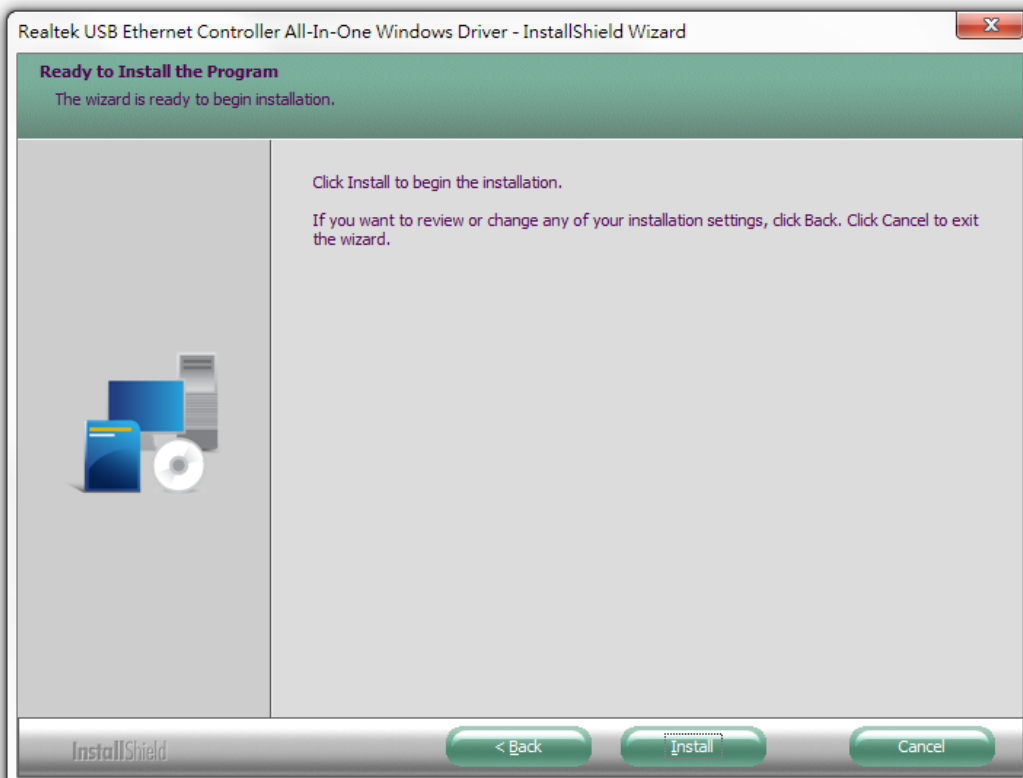 Realtek USB Ethernet Controller All-In-One Windows Driver - InstallShield Wizard
Ready to Install the Program
The wizard is ready to begin installation.
Click Install to begin the installation.
If you want to review or change any of your installation settings, click Back. Click Cancel to exit
the wizard.
InstallShield
< Back
Install
Cancel